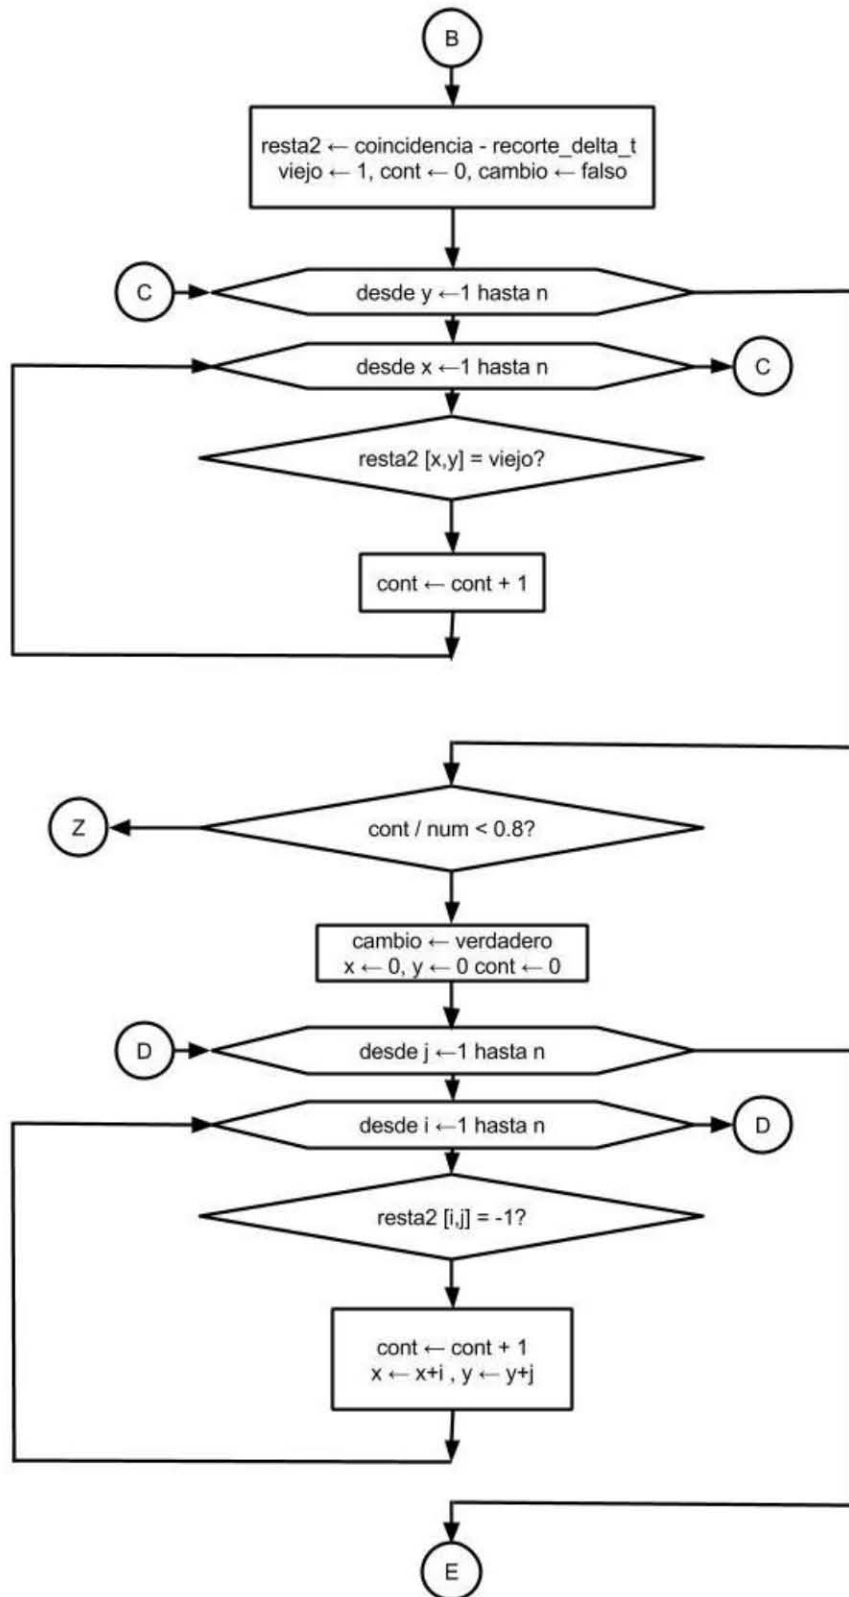 B
resta2 ← coincidencia - recorte_delta_t
viejo ← 1, cont ← 0, cambio ← falso
C
desde y ←1 hasta n
desde x ←1 hasta n
C
resta2 [x,y] = viejo?
cont ← cont + 1
Z
cont / num < 0.8?
cambio ← verdadero
x ← 0, y ← 0 cont ← 0
D
desde j ←1 hasta n
desde i ←1 hasta n
D
resta2 [i,j] = -1?
cont ← cont + 1
x ← x+i , y ← y+j
E